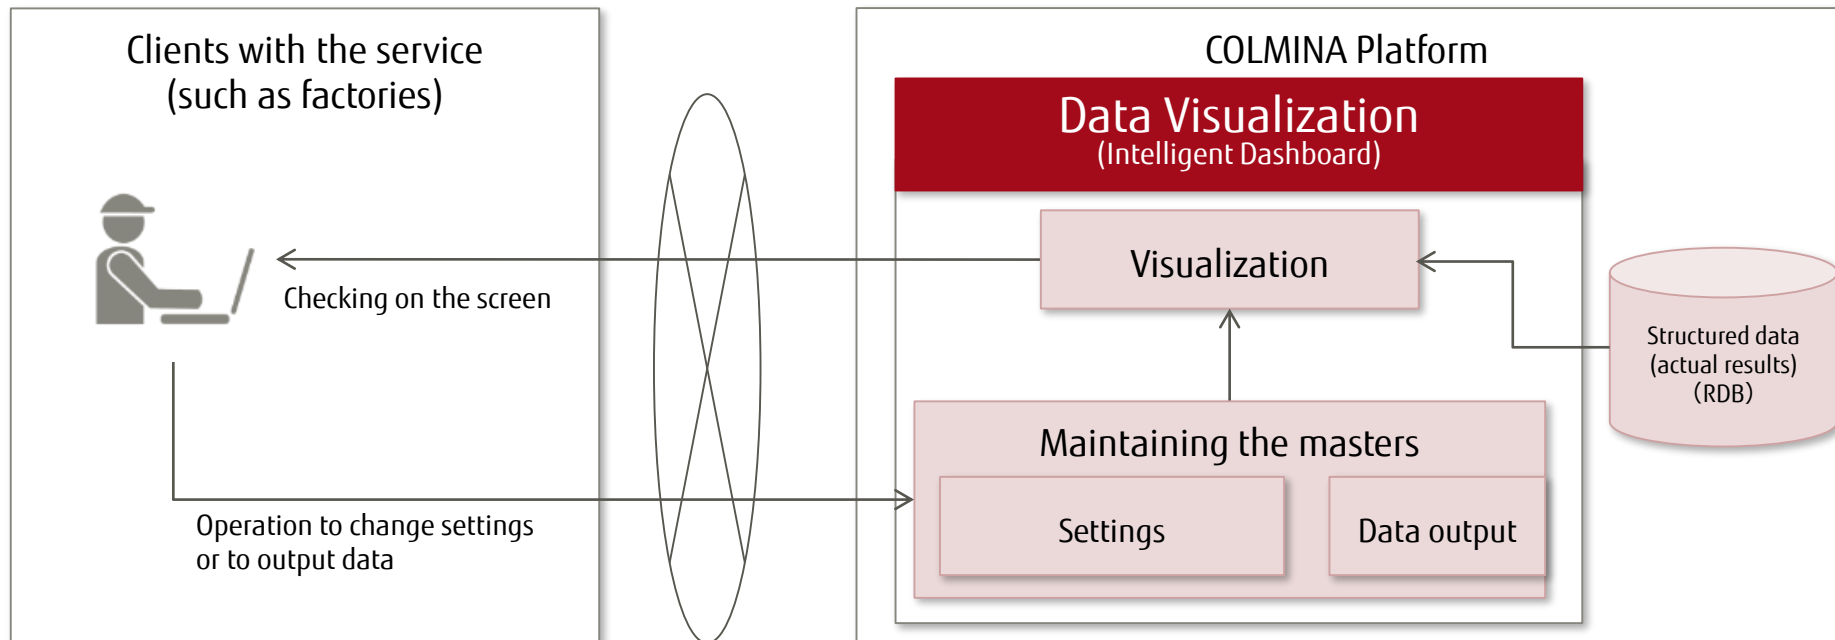 Clients with the service
(such as factories)
Checking on the screen
Operation to change settings
or to output data
COLMINA Platform
Data Visualization
(Intelligent Dashboard)
Visualization
Maintaining the masters
Settings
Data output
Structured data
(actual results)
(RDB)